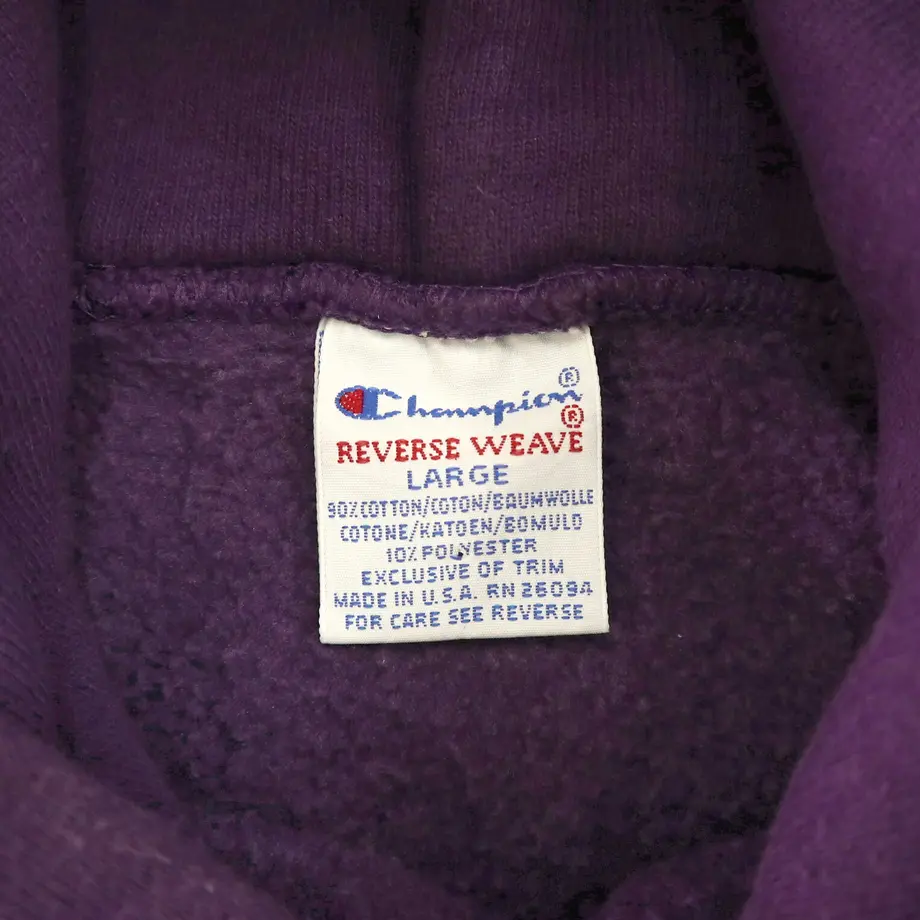 Champion®
REVERSE WEAVE®
LARGE
90% COTTON/COTON/BAUMWOLLE
COTONE/KATOEN/BOMULD
10% POLYESTER
EXCLUSIVE OF TRIM
MADE IN U.S.A. RN 26094
FOR CARE SEE REVERSE